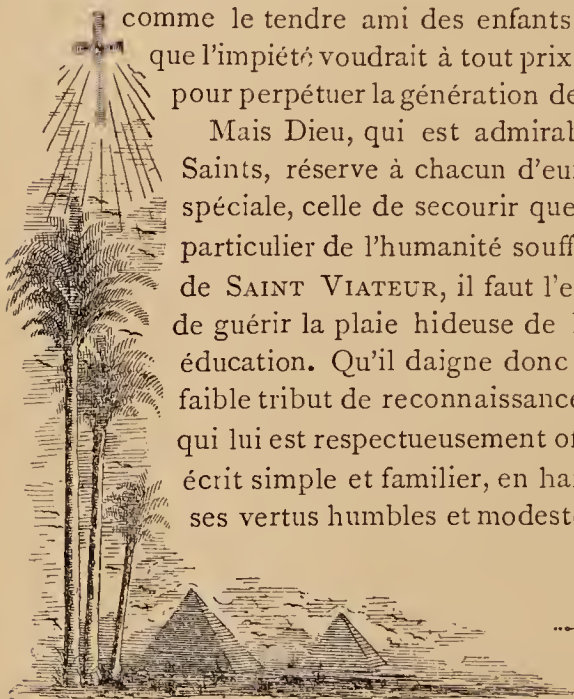 comme le tendre ami des enfants
que l'impiété voudrait à tout prix
pour perpétuer la génération de
Mais Dieu, qui est admirab
Saints, réserve à chacun d'eu
spéciale, celle de secourir que
particulier de l'humanité souff
de SAINT VIATEUR, il faut l'e
de guérir la plaie hideuse de
éducation. Qu'il daigne donc
faible tribut de reconnaissance
qui lui est respectueusement o
écrit simple et familier, en ha
ses vertus humbles et modest